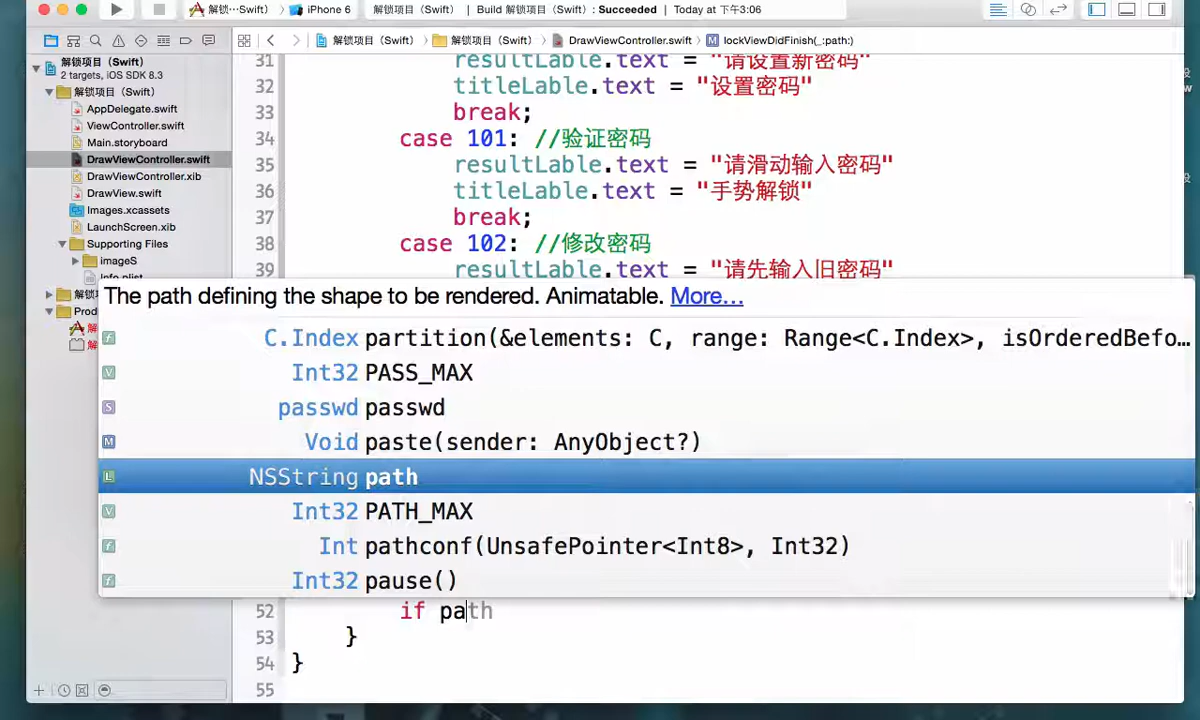 解锁…Swift）
iPhone 6
解锁项目（Swift）
Build 解锁项目（Swift）: Succeeded
Today at 下午3:06
解锁项目（Swift）
解锁项目（Swift）
DrawViewController.swift
lockViewDidFinish(_:path:)
解锁项目（Swift）
2 targets, iOS SDK 8.3
解锁项目（Swift）
AppDelegate.swift
ViewController.swift
Main.storyboard
DrawViewController.swift
DrawViewController.xib
DrawView.swift
Images.xcassets
LaunchScreen.xib
Supporting Files
imageS
Info.plist
解锁
Prod
解
解
31 resultLable.text = "请设置新密码"
32 titleLable.text = "设置密码"
33 break;
34 case 101: //验证密码
35 resultLable.text = "请滑动输入密码"
36 titleLable.text = "手势解锁"
37 break;
38 case 102: //修改密码
39 resultLable.text = "请先输入旧密码"
The path defining the shape to be rendered. Animatable. More…
C.Index partition(&elements: C, range: Range<C.Index>, isOrderedBefo…
Int32 PASS_MAX
passwd passwd
Void paste(sender: AnyObject?)
NSString path
Int32 PATH_MAX
Int pathconf(UnsafePointer<Int8>, Int32)
Int32 pause()
52 if path
53 }
54 }
55